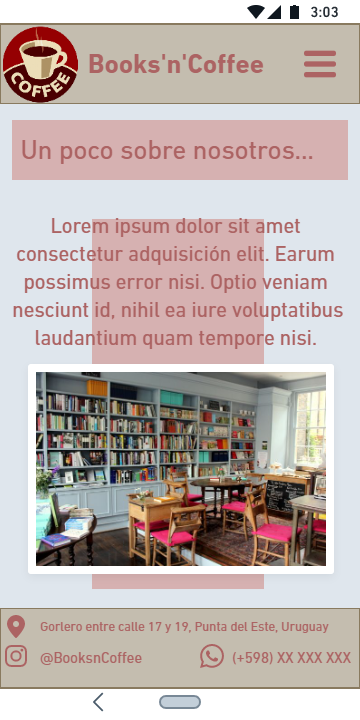 3:03
COFFEE
Books'n'Coffee
Un poco sobre nosotros...
Lorem ipsum dolor sit amet
consectetur adquisición elit. Earum
possimus error nisi. Optio veniam
nesciunt id, nihil ea iure voluptatibus
laudantium quam tempore nisi.
Gorlero entre calle 17 y 19, Punta del Este, Uruguay
@BooksnCoffee
(+598) XX XXX XXX